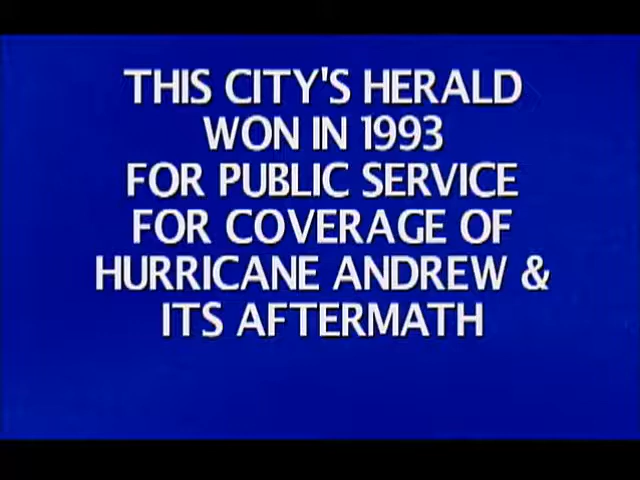 THIS CITY'S HERALD
WON IN 1993
FOR PUBLIC SERVICE
FOR COVERAGE OF
HURRICANE ANDREW &
ITS AFTERMATH